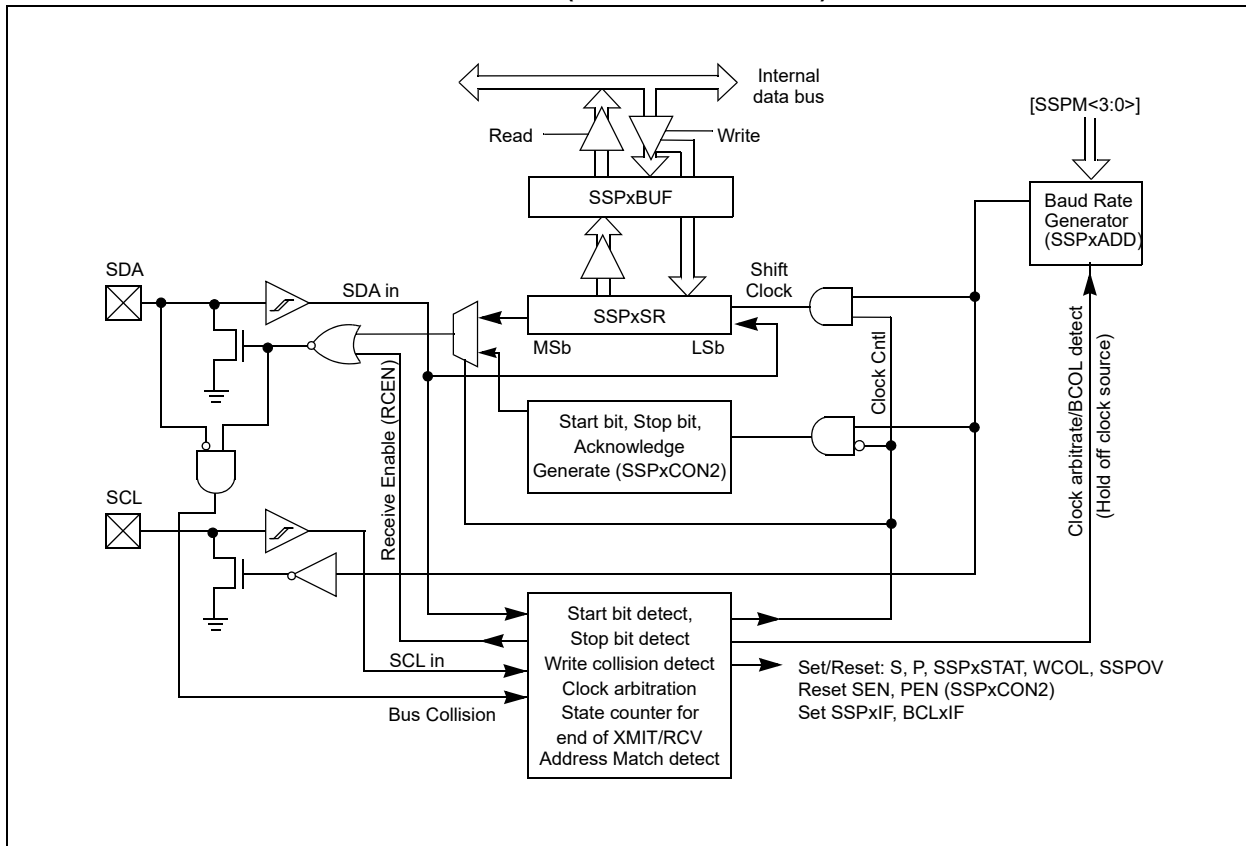 Internal
data bus
[SSPM<3:0>]
Read
Write
SSPxBUF
Baud Rate
Generator
(SSPxADD)
SDA
SDA in
Shift
Clock
SSPxSR
MSb
LSb
Receive Enable (RCEN)
Clock Cntl
Clock arbitrate/BCOL detect
(Hold off clock source)
Start bit, Stop bit,
Acknowledge
Generate (SSPxCON2)
SCL
SCL in
Bus Collision
Start bit detect,
Stop bit detect
Write collision detect
Clock arbitration
State counter for
end of XMIT/RCV
Address Match detect
Set/Reset: S, P, SSPxSTAT, WCOL, SSPOV
Reset SEN, PEN (SSPxCON2)
Set SSPxIF, BCLxIF